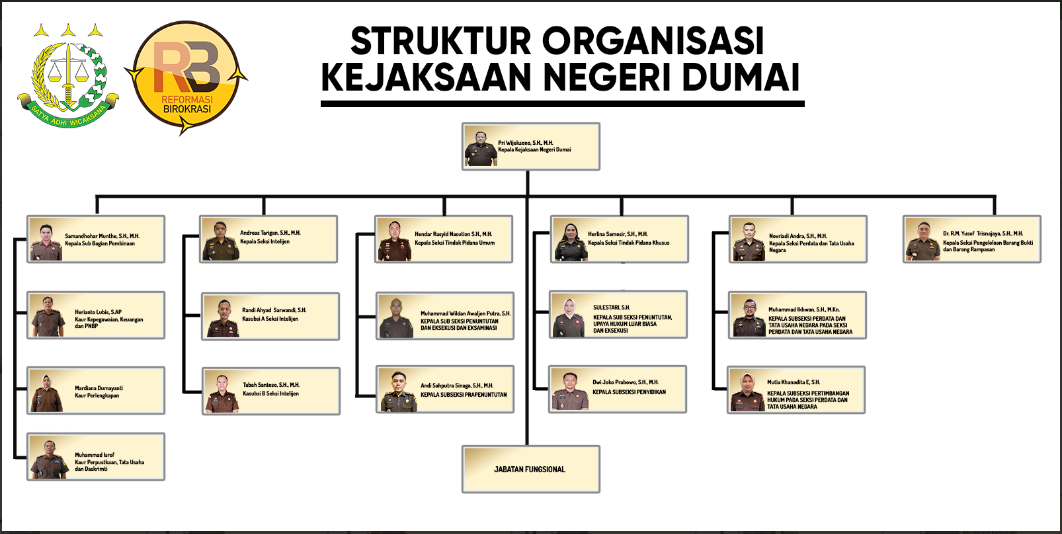 STRUKTUR ORGANISASI
KEJAKSAAN NEGERI DUMAI
SATYA ADHI WICAKSANA
RB
REFORMASI
BIROKRASI
Pri Wijeksono, S.H., M.H.
Kepala Kejaksaan Negeri Dumai
Samandhohar Munthe, S.H., M.H.
Kepala Sub Bagian Pembinaan
Andreas Tarigan, S.H., M.H.
Kepala Seksi Intelijen
Hendar Rasyid Nasution S.H., M.H.
Kepala Seksi Tindak Pidana Umum
Herlina Samosir, S.H., M.H.
Kepala Seksi Tindak Pidana Khusus
Novriadi Andra, S.H., M.H.
Kepala Seksi Perdata dan Tata Usaha
Negara
Dr. R.M. Yusuf Trisnajaya, S.H., M.H.
Kepala Seksi Pengelolaan Barang Bukti
dan Barang Rampasan
Herianto Lubis, S.AP
Kaur Kepegawaian, Keuangan
dan PNBP
Randi Ahyad Sarwandi, S.H.
Kasubsi A Seksi Intelijen
Muhammad Wildan Awaljon Putra, S.H.
KEPALA SUB SEKSI PENUNTUTAN
DAN EKSEKUSI DAN EKSAMINASI
SULESTARI, S.H.
KEPALA SUB SEKSI PENUNTUTAN,
UPAYA HUKUM LUAR BIASA
DAN EKSEKUSI
Muhammad Ikhwan, S.H., M.Kn.
KEPALA SUBSEKSI PERDATA DAN
TATA USAHA NEGARA PADA SEKSI
PERDATA DAN TATA USAHA NEGARA
Mardiana Damayanti
Kaur Perlengkapan
Tabah Santoso, S.H., M.H.
Kasubsi B Seksi Intelijen
Andi Sahputra Sinaga, S.H., M.H.
KEPALA SUBSEKSI PRAPENUNTUTAN
Dwi Joko Prabowo, S.H., M.H.
KEPALA SUBSEKSI PENYIDIKAN
Mutia Khanadita E, S.H.
KEPALA SUBSEKSI PERTIMBANGAN
HUKUM PADA SEKSI PERDATA DAN
TATA USAHA NEGARA
Muhammad Israf
Kaur Perpustkaan, Tata Usaha
dan Daskrimti
JABATAN FUNGSIONAL